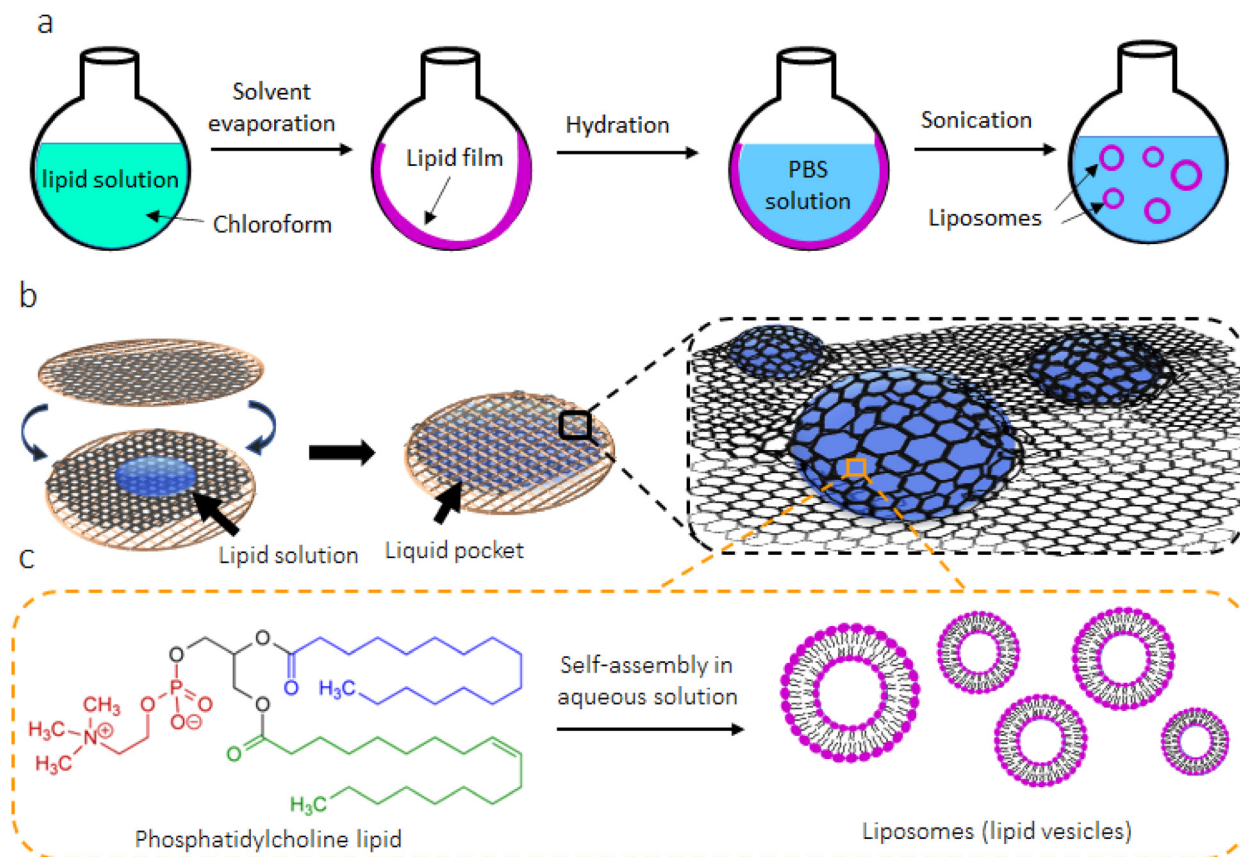 a
Solvent
evaporation
Hydration
Sonication
lipid solution
Chloroform
Lipid film
PBS
solution
Liposomes
b
Lipid solution
Liquid pocket
c
O
O
O
P
O
O
O⊖
O
O
H₃C
CH₃
H₃C
N⊕
CH₃
H₃C
Phosphatidylcholine lipid
Self-assembly in
aqueous solution
Liposomes (lipid vesicles)